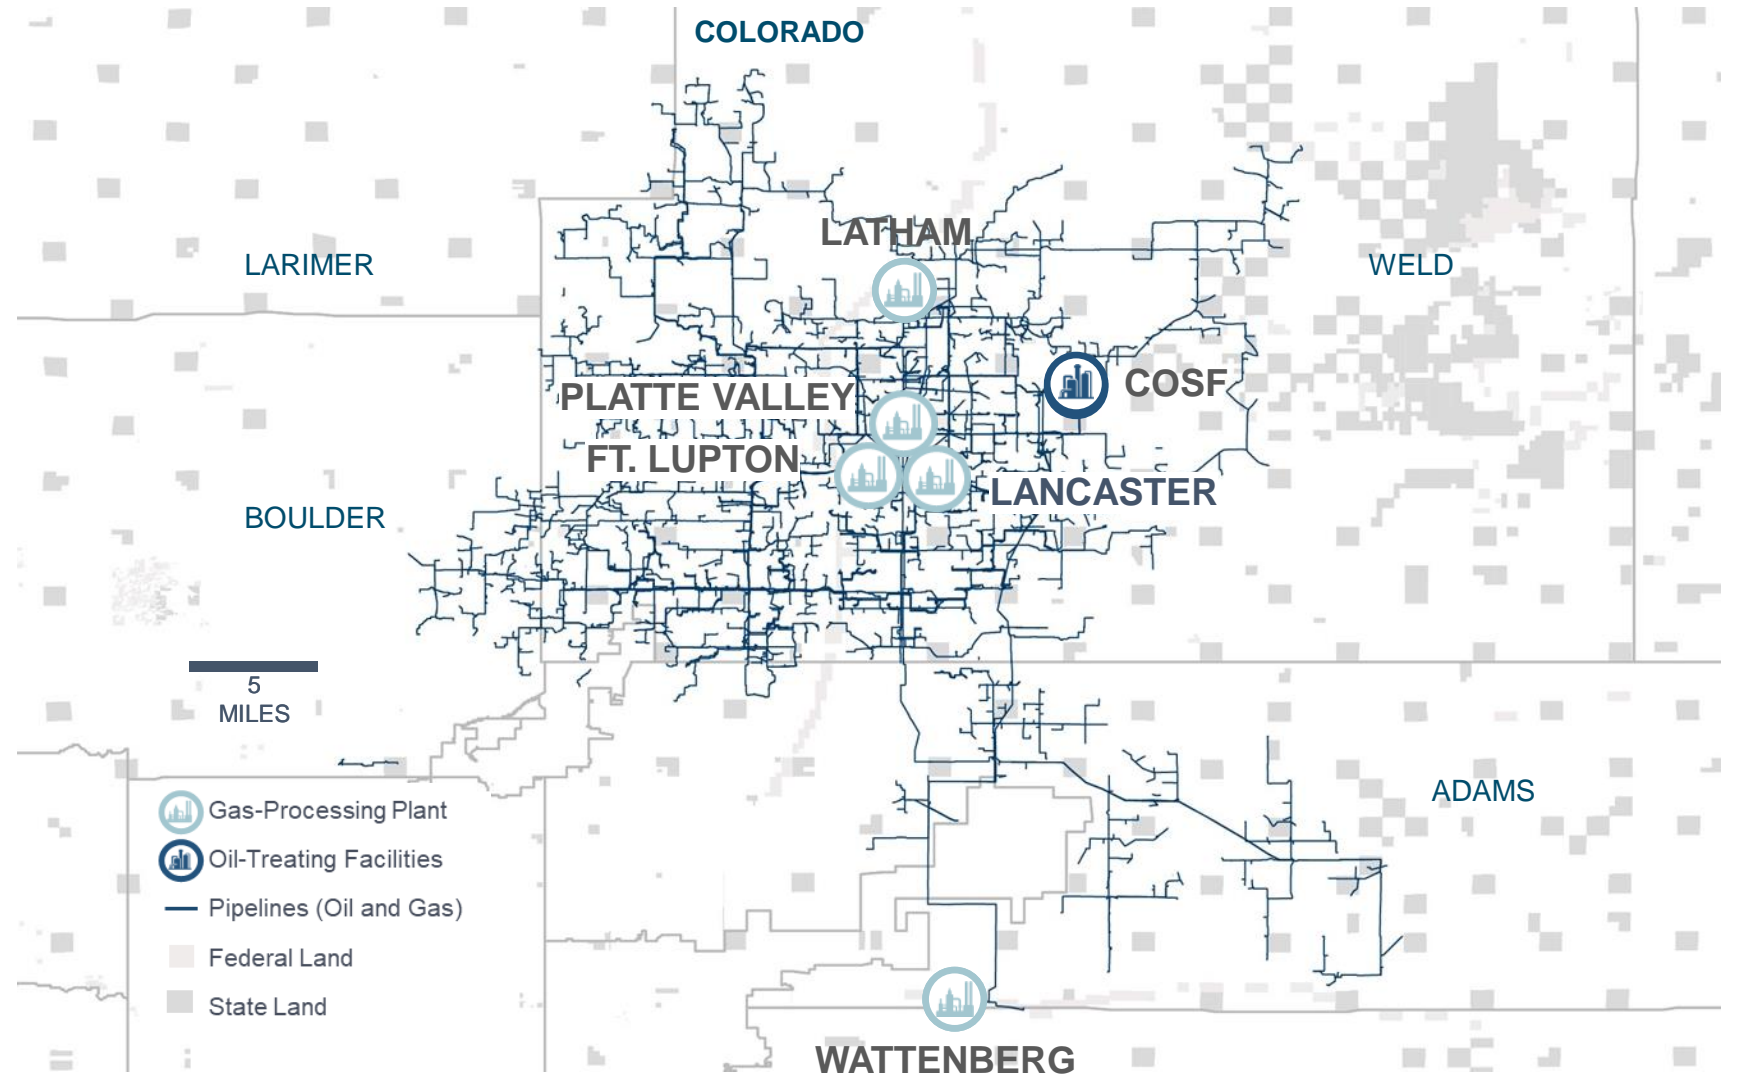 COLORADO
LATHAM
LARIMER
WELD
PLATTE VALLEY
COSF
FT. LUPTON
LANCASTER
BOULDER
5
MILES
ADAMS
Gas-Processing Plant
Oil-Treating Facilities
Pipelines (Oil and Gas)
Federal Land
State Land
WATTENBERG